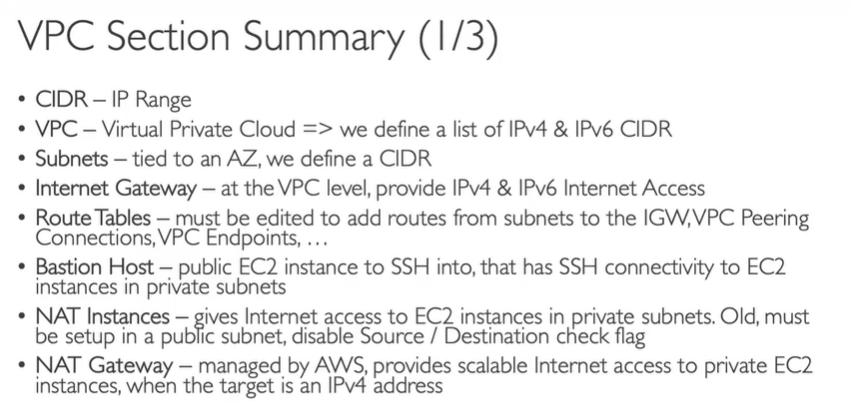 VPC Section Summary (1/3)
• CIDR – IP Range
• VPC – Virtual Private Cloud => we define a list of IPv4 & IPv6 CIDR
• Subnets – tied to an AZ, we define a CIDR
• Internet Gateway – at the VPC level, provide IPv4 & IPv6 Internet Access
• Route Tables – must be edited to add routes from subnets to the IGW, VPC Peering
Connections, VPC Endpoints, …
• Bastion Host – public EC2 instance to SSH into, that has SSH connectivity to EC2
instances in private subnets
• NAT Instances – gives Internet access to EC2 instances in private subnets. Old, must
be setup in a public subnet, disable Source / Destination check flag
• NAT Gateway – managed by AWS, provides scalable Internet access to private EC2
instances, when the target is an IPv4 address